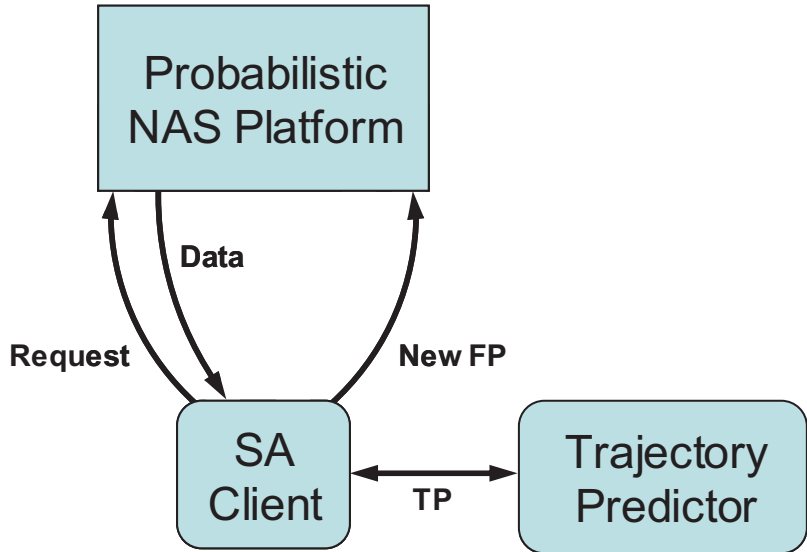 Probabilistic
NAS Platform
Data
Request
New FP
SA
Client
TP
Trajectory
Predictor